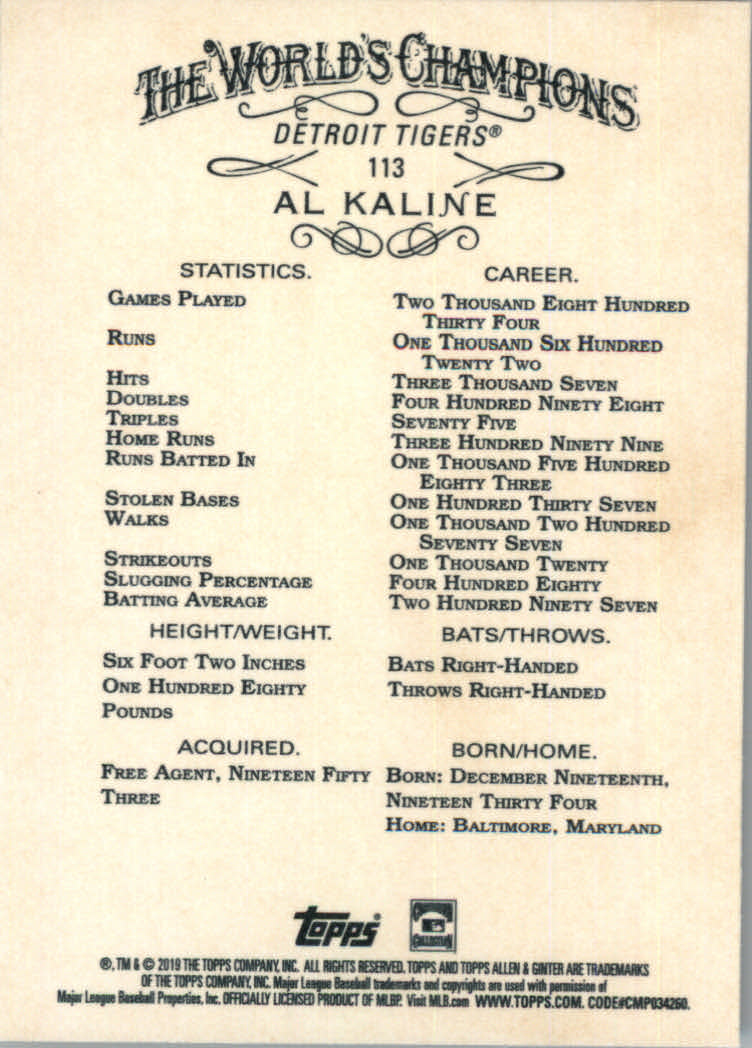 THE WORLD'S CHAMPIONS
DETROIT TIGERS®
113
AL KALINE
STATISTICS. CAREER.
GAMES PLAYED TWO THOUSAND EIGHT HUNDRED
THIRTY FOUR
RUNS ONE THOUSAND SIX HUNDRED
TWENTY TWO
HITS THREE THOUSAND SEVEN
DOUBLES FOUR HUNDRED NINETY EIGHT
TRIPLES SEVENTY FIVE
HOME RUNS THREE HUNDRED NINETY NINE
RUNS BATTED IN ONE THOUSAND FIVE HUNDRED
EIGHTY THREE
STOLEN BASES ONE HUNDRED THIRTY SEVEN
WALKS ONE THOUSAND TWO HUNDRED
SEVENTY SEVEN
STRIKEOUTS ONE THOUSAND TWENTY
SLUGGING PERCENTAGE FOUR HUNDRED EIGHTY
BATTING AVERAGE TWO HUNDRED NINETY SEVEN
HEIGHT/WEIGHT. BATS/THROWS.
SIX FOOT TWO INCHES BATS RIGHT-HANDED
ONE HUNDRED EIGHTY THROWS RIGHT-HANDED
POUNDS
ACQUIRED. BORN/HOME.
FREE AGENT, NINETEEN FIFTY BORN: DECEMBER NINETEENTH,
THREE NINETEEN THIRTY FOUR
HOME: BALTIMORE, MARYLAND
topps® COOPERSTOWN COLLECTION
®, TM & © 2019 THE TOPPS COMPANY, INC. ALL RIGHTS RESERVED. TOPPS AND TOPPS ALLEN & GINTER ARE TRADEMARKS
OF THE TOPPS COMPANY, INC. Major League Baseball trademarks and copyrights are used with permission of
Major League Baseball Properties, Inc. OFFICIALLY LICENSED PRODUCT OF MLBP. Visit MLB.com WWW.TOPPS.COM. CODE#CMP034260.